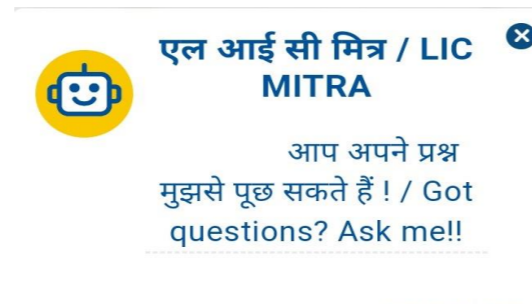 एल आई सी मित्र / LIC
MITRA
आप अपने प्रश्न
मुझसे पूछ सकते हैं ! / Got
questions? Ask me!!